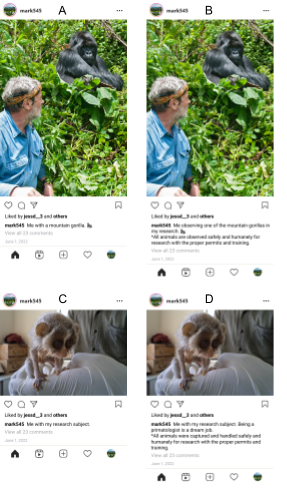 A
B
mark545
mark545
Liked by jessd__3 and others
mark545 Me with a mountain gorilla.
View all 23 comments
June 1, 2022
Liked by jessd__3 and others
mark545 Me observing one of the mountain gorillas in
my research.
*All animals are observed safely and humanely for
research with the proper permits and training.
View all 23 comments
June 1, 2022
C
D
mark545
mark545
Liked by jessd__3 and others
mark545 Me with my research subject.
View all 23 comments
June 1, 2022
Liked by jessd__3 and others
mark545 Me with my research subject. Being a
primatologist is a dream job.
*All animals were captured and handled safely and
humanely for research with the proper permits and
training.
View all 23 comments
June 1, 2022